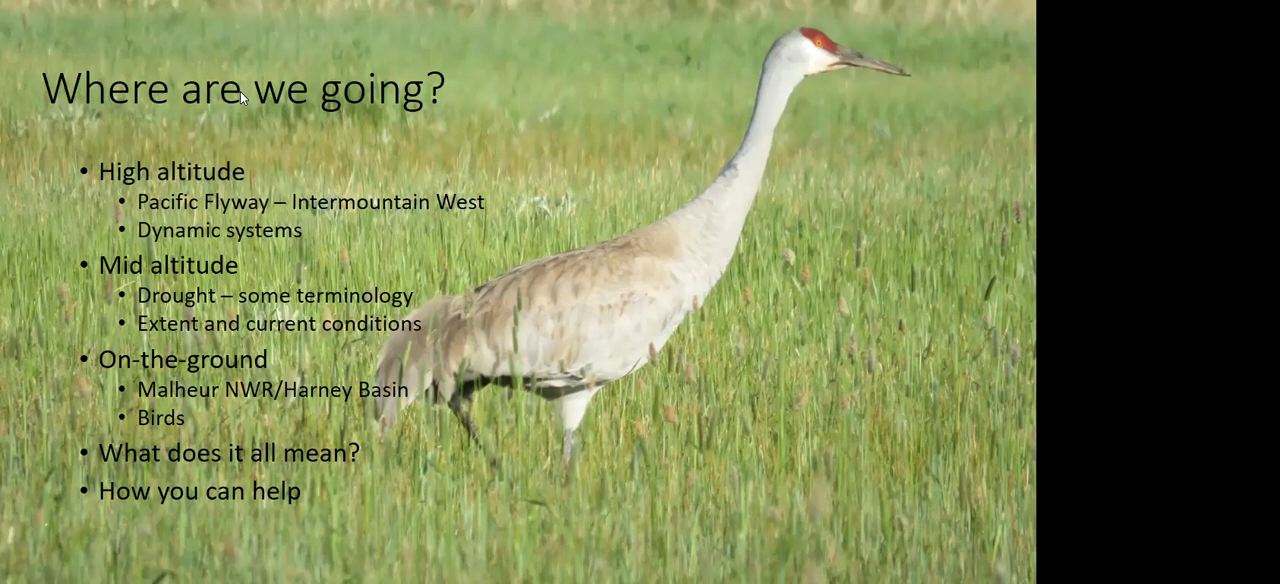 Where are we going?
• High altitude
• Pacific Flyway – Intermountain West
• Dynamic systems
• Mid altitude
• Drought – some terminology
• Extent and current conditions
• On-the-ground
• Malheur NWR/Harney Basin
• Birds
• What does it all mean?
• How you can help